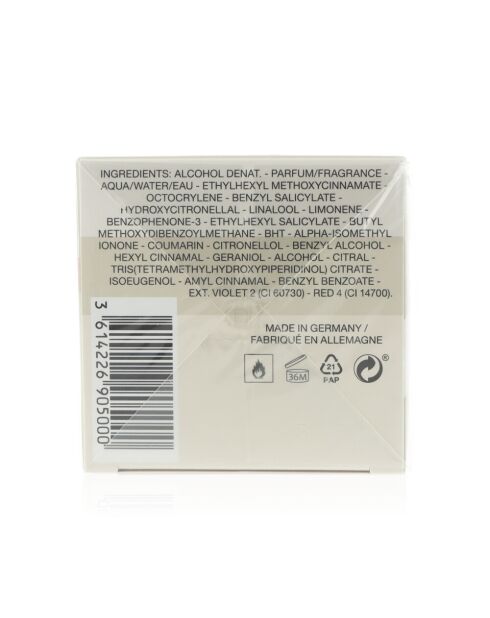 INGREDIENTS: ALCOHOL DENAT. - PARFUM/FRAGRANCE -
AQUA/WATER/EAU - ETHYLHEXYL METHOXYCINNAMATE -
OCTOCRYLENE - BENZYL SALICYLATE -
HYDROXYCITRONELLAL - LINALOOL - LIMONENE -
BENZOPHENONE-3 - ETHYLHEXYL SALICYLATE - BUTYL
METHOXYDIBENZOYLMETHANE - BHT - ALPHA-ISOMETHYL
IONONE - COUMARIN - CITRONELLOL - BENZYL ALCOHOL -
HEXYL CINNAMAL - GERANIOL - ALCOHOL - CITRAL -
TRIS(TETRAMETHYLHYDROXYPIPERIDINOL) CITRATE -
ISOEUGENOL - AMYL CINNAMAL - BENZYL BENZOATE -
EXT. VIOLET 2 (CI 60730) - RED 4 (CI 14700).
3 614226 905000
MADE IN GERMANY /
FABRIQUÉ EN ALLEMAGNE
36M
21
PAP
®